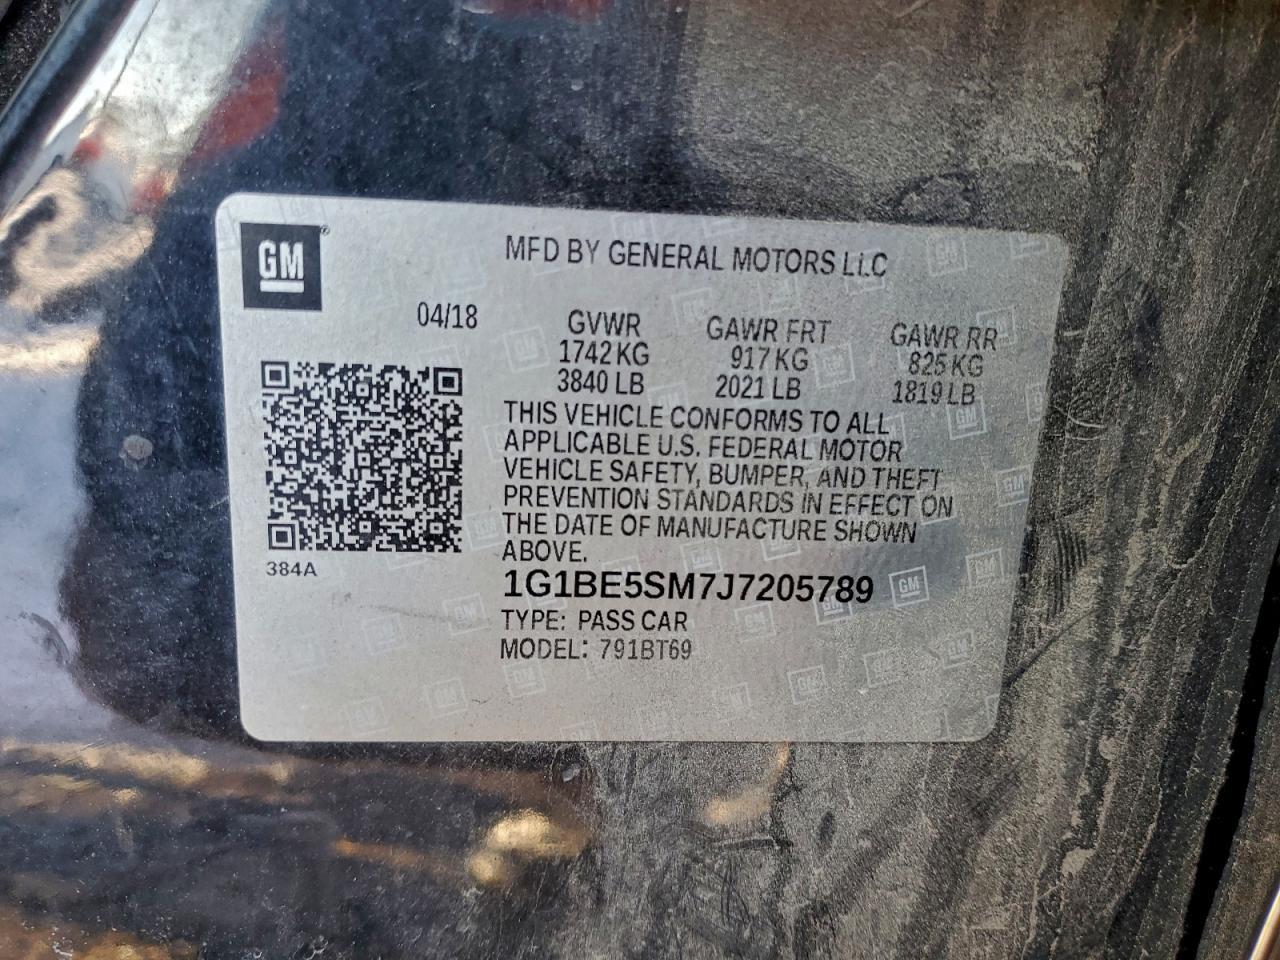 GM
MFD BY GENERAL MOTORS LLC
04/18
GVWR GAWR FRT GAWR RR
1742 KG 917 KG 825 KG
3840 LB 2021 LB 1819 LB
THIS VEHICLE CONFORMS TO ALL
APPLICABLE U.S. FEDERAL MOTOR
VEHICLE SAFETY, BUMPER, AND THEFT
PREVENTION STANDARDS IN EFFECT ON
THE DATE OF MANUFACTURE SHOWN
ABOVE.
384A
1G1BE5SM7J7205789
TYPE: PASS CAR
MODEL: 791BT69